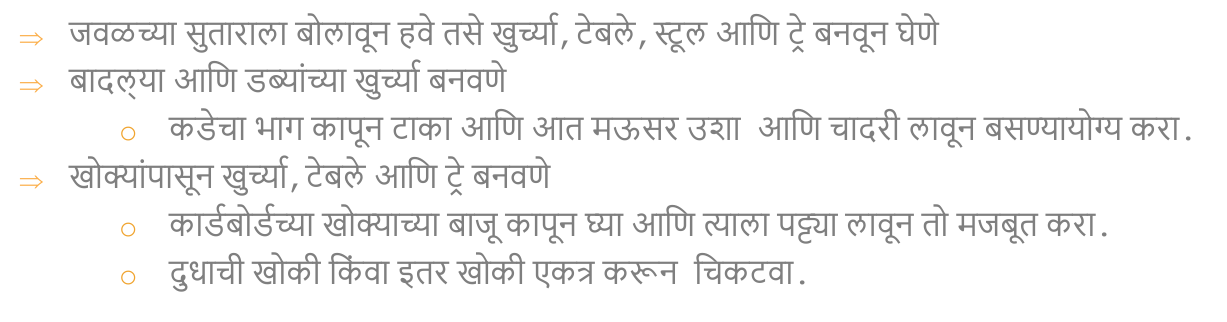 ⇒ जवळच्या सुताराला बोलावून हवे तसे खुर्च्या, टेबले, स्टूल आणि ट्रे बनवून घेणे
⇒ बादल्‍या आणि डब्यांच्या खुर्च्या बनवणे
o कडेचा भाग कापून टाका आणि आत मऊसर उशा आणि चादरी लावून बसण्यायोग्य करा.
⇒ खोक्यांपासून खुर्च्या, टेबले आणि ट्रे बनवणे
o कार्डबोर्डच्या खोक्याच्या बाजू कापून घ्या आणि त्याला पट्ट्या लावून तो मजबूत करा.
o दुधाची खोकी किंवा इतर खोकी एकत्र करून चिकटवा.